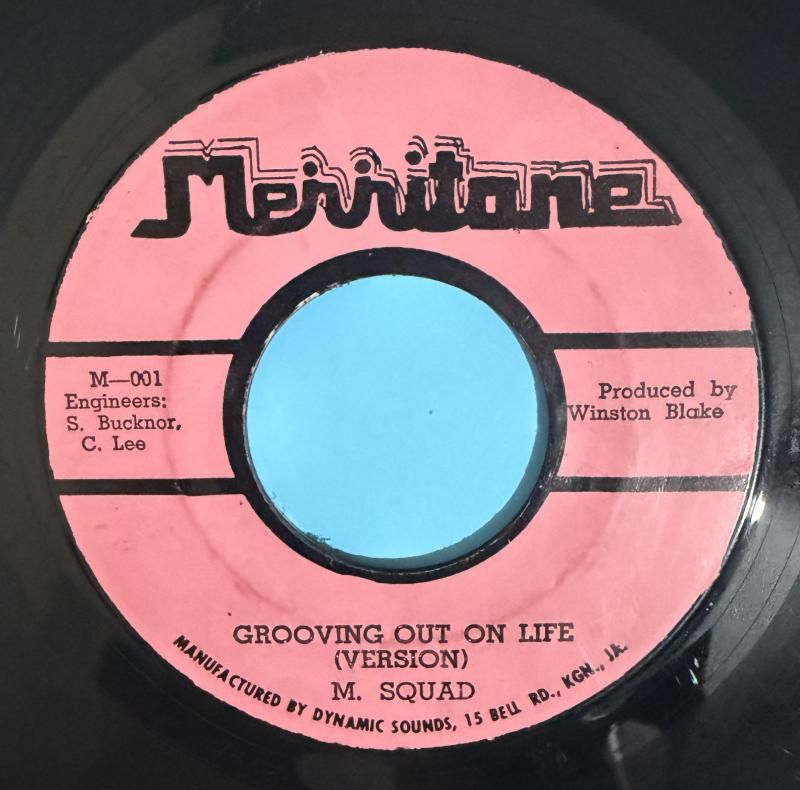 Merritone
M—001
Engineers:
S. Bucknor,
C. Lee
Produced by
Winston Blake
GROOVING OUT ON LIFE
(VERSION)
M. SQUAD
MANUFACTURED BY DYNAMIC SOUNDS, 15 BELL RD., KGN., JA.